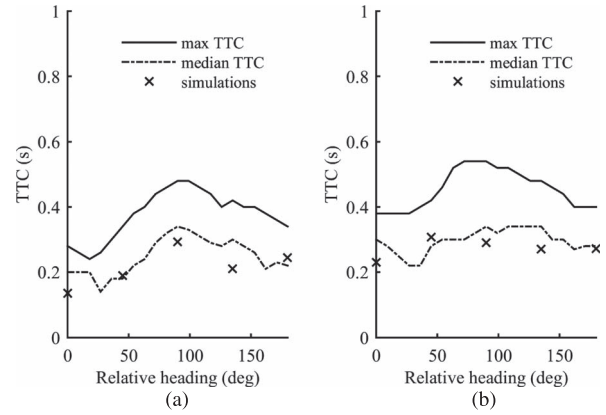 1
0.8
0.6
0.4
0.2
0
TTC (s)
max TTC
median TTC
simulations
0 50 100 150
Relative heading (deg)
(a)
1
0.8
0.6
0.4
0.2
0
TTC (s)
max TTC
median TTC
simulations
0 50 100 150
Relative heading (deg)
(b)